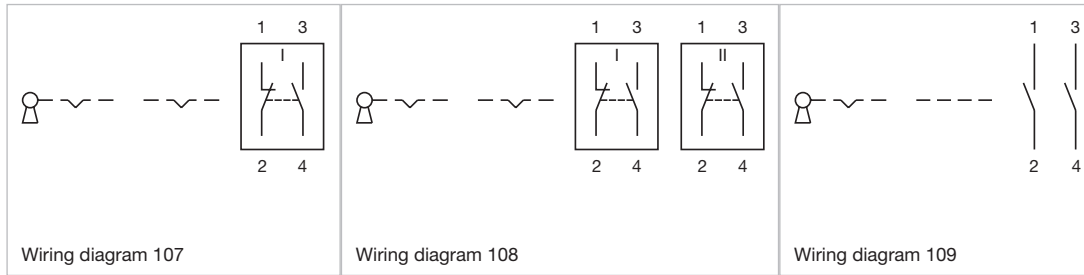 1 3 1 3 1 3 1 3
I I II
2 4 2 4 2 4 2 4
Wiring diagram 107 Wiring diagram 108 Wiring diagram 109